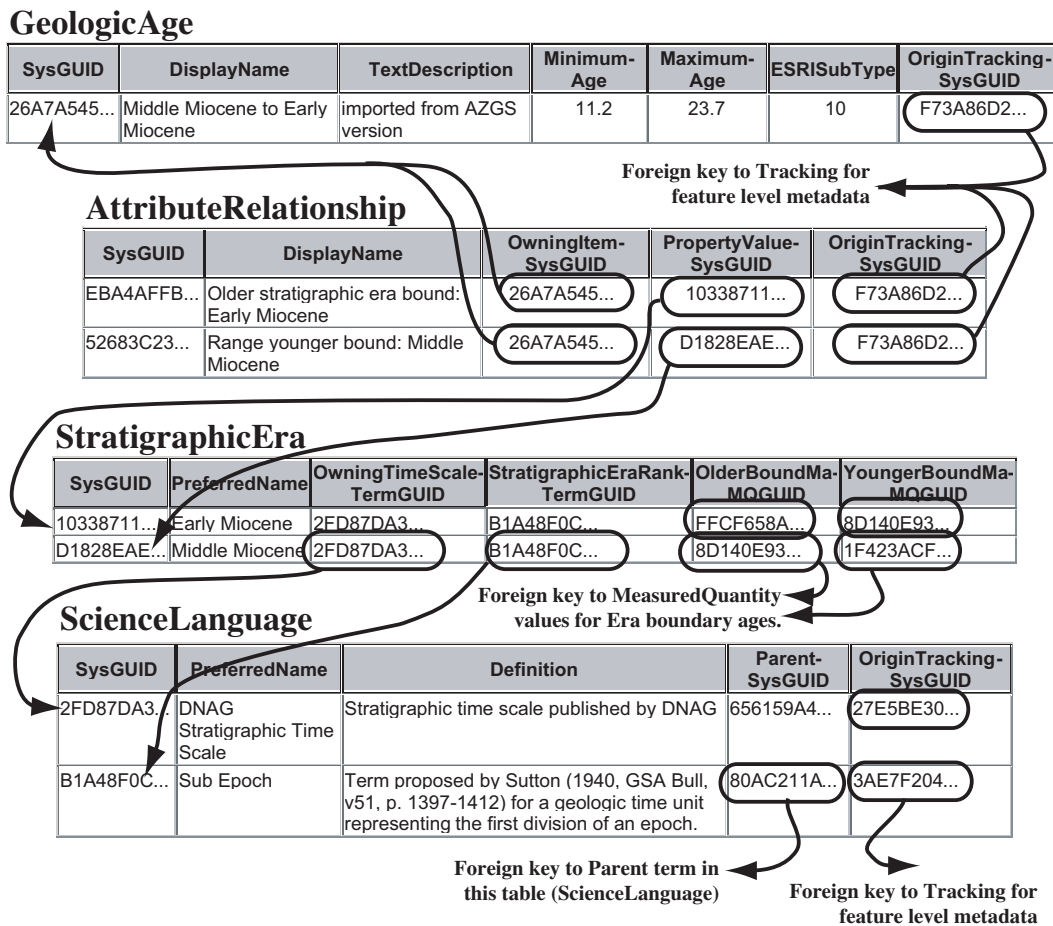 GeologicAge
SysGUID DisplayName TextDescription Minimum- Maximum- ESRISubType OriginTracking-
Age Age SysGUID
26A7A545... Middle Miocene to Early imported from AZGS 11.2 23.7 10 F73A86D2...
Miocene version
Foreign key to Tracking for
feature level metadata
AttributeRelationship
SysGUID DisplayName OwningItem- PropertyValue- OriginTracking-
SysGUID SysGUID SysGUID
EBA4AFFB... Older stratigraphic era bound: 26A7A545... 10338711... F73A86D2...
Early Miocene
52683C23... Range younger bound: Middle 26A7A545... D1828EAE... F73A86D2...
Miocene
StratigraphicEra
SysGUID PreferredName OwningTimeScale- StratigraphicEraRank- OlderBoundMa- YoungerBoundMa-
TermGUID TermGUID MQGUID MQGUID
10338711... Early Miocene 2FD87DA3... B1A48F0C... FFCF658A... 8D140E93...
D1828EAE... Middle Miocene 2FD87DA3... B1A48F0C... 8D140E93... 1F423ACF...
Foreign key to MeasuredQuantity
values for Era boundary ages.
ScienceLanguage
SysGUID PreferredName Definition Parent- OriginTracking-
SysGUID SysGUID
2FD87DA3... DNAG Stratigraphic time scale published by DNAG 656159A4... 27E5BE30...
Stratigraphic Time
Scale
B1A48F0C... Sub Epoch Term proposed by Sutton (1940, GSA Bull, 80AC211A... 3AE7F204...
v51, p. 1397-1412) for a geologic time unit
representing the first division of an epoch.
Foreign key to Parent term in
this table (ScienceLanguage)
Foreign key to Tracking for
feature level metadata